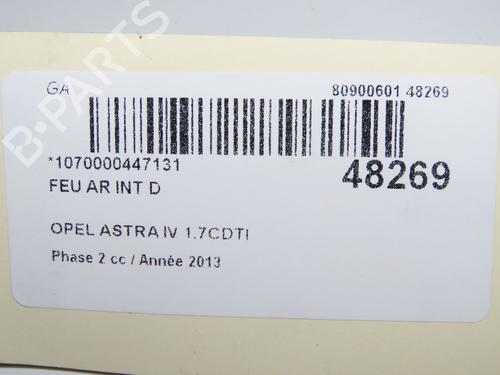 GA 80900601 48269
*1070000447131 48269
FEU AR INT D
OPEL ASTRA IV 1.7CDTI
Phase 2 cc / Année 2013
B-PARTS